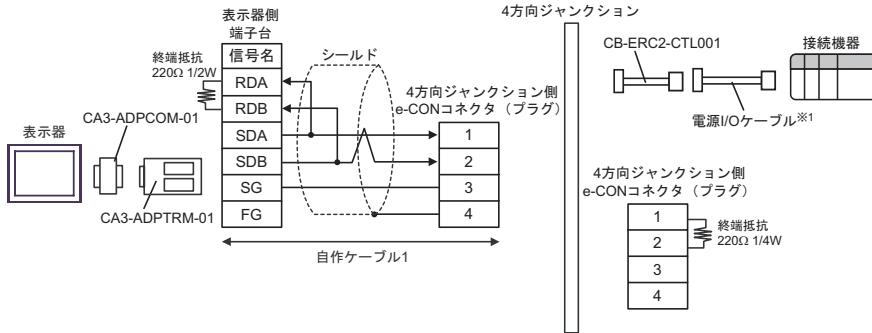 表示器側
端子台
信号名
RDA
RDB
SDA
SDB
SG
FG
終端抵抗
220Ω 1/2W
シールド
表示器
CA3-ADPCOM-01
CA3-ADPTRM-01
4方向ジャンクション側
e-CONコネクタ（プラグ）
1
2
3
4
自作ケーブル1
4方向ジャンクション
CB-ERC2-CTL001
接続機器
電源I/Oケーブル※1
4方向ジャンクション側
e-CONコネクタ（プラグ）
1
2
3
4
終端抵抗
220Ω 1/4W